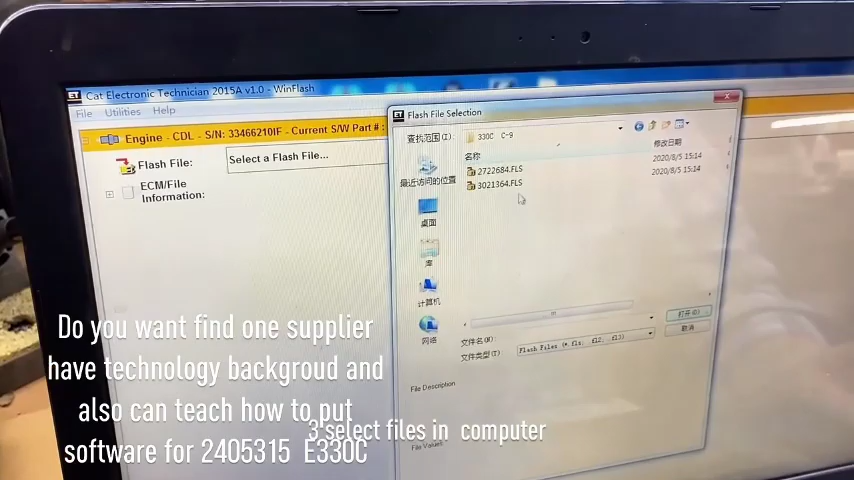 Cat Electronic Technician 2015A v1.0 - WinFlash
File Utilities Help
Engine - CDL - S/N: 33466210IF - Current S/W Part # :
Flash File:
Select a Flash File...
ECM/File
Information:
Flash File Selection
查找范围(I):
330C C-9
名称
修改日期
2722684.FLS
2020/8/5 15:14
3021364.FLS
2020/8/5 15:14
最近访问的位置
桌面
库
计算机
网络
文件名(N):
打开(O)
文件类型(T):
Flash Files (*.fls, fl2, .fl3)
取消
File Description
File Values
Do you want find one supplier
have technology backgroud and
also can teach how to put
software for 2405315 E330C
3 select files in computer